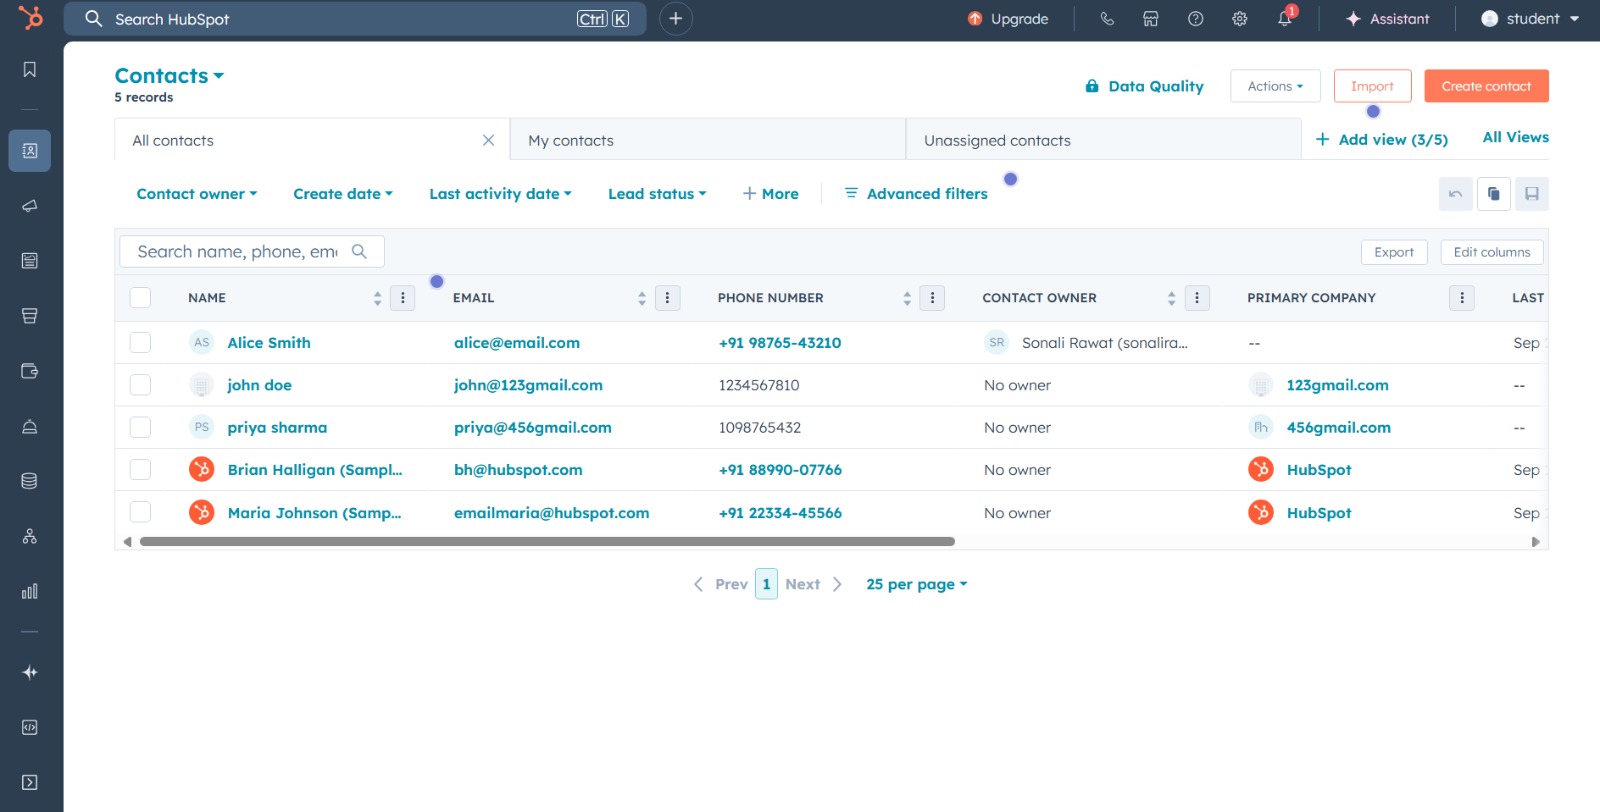 Search HubSpot Ctrl K Upgrade 1 Assistant student
Contacts
5 records
Data Quality Actions Import Create contact
All contacts My contacts Unassigned contacts + Add view (3/5) All Views
Contact owner Create date Last activity date Lead status + More Advanced filters
Search name, phone, em Export Edit columns
NAME EMAIL PHONE NUMBER CONTACT OWNER PRIMARY COMPANY LAST
AS Alice Smith alice@email.com +91 98765-43210 SR Sonali Rawat (sonalira... -- Sep
john doe john@123gmail.com 1234567810 No owner 123gmail.com --
PS priya sharma priya@456gmail.com 1098765432 No owner 456gmail.com --
Brian Halligan (Sampl... bh@hubspot.com +91 88990-07766 No owner HubSpot Sep
Maria Johnson (Samp... emailmaria@hubspot.com +91 22334-45566 No owner HubSpot Sep
Prev 1 Next 25 per page